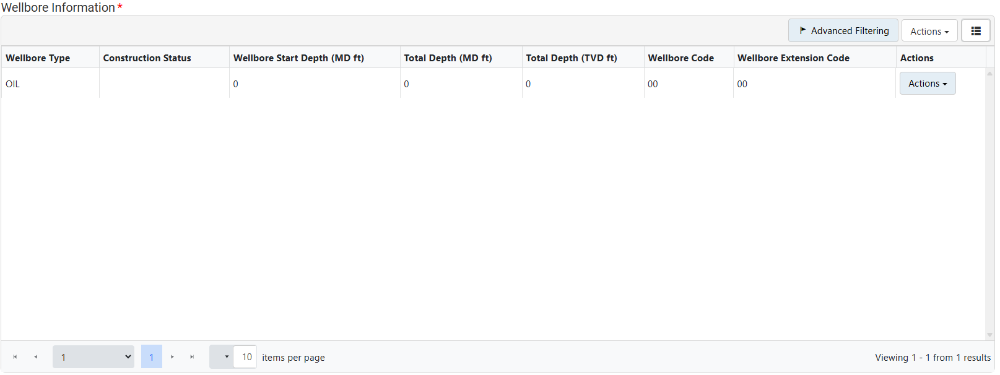 Wellbore Information *
Advanced Filtering Actions
Wellbore Type Construction Status Wellbore Start Depth (MD ft) Total Depth (MD ft) Total Depth (TVD ft) Wellbore Code Wellbore Extension Code Actions
OIL 0 0 0 00 00 Actions
1 1 10 items per page Viewing 1 - 1 from 1 results